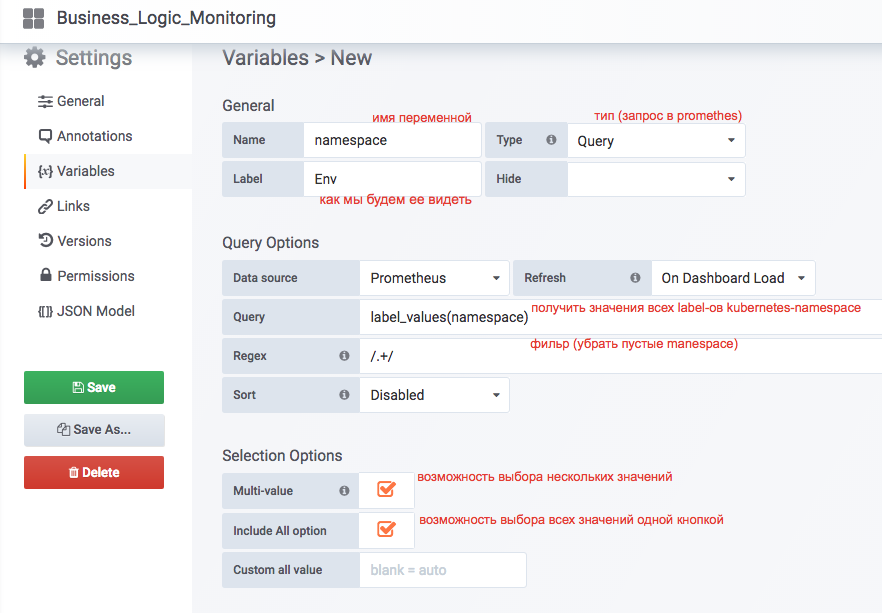 Business_Logic_Monitoring
Settings
General
Annotations
{x} Variables
Links
Versions
Permissions
{[]} JSON Model
Save
Save As...
Delete
Variables > New
General
имя переменной
тип (запрос в promethes)
Name namespace Type Query
Label Env Hide
как мы будем ее видеть
Query Options
Data source Prometheus Refresh On Dashboard Load
Query label_values(namespace) получить значения всех label-ов kubernetes-namespace
фильр (убрать пустые manespace)
Regex /.+/
Sort Disabled
Selection Options
Multi-value возможность выбора нескольких значений
Include All option возможность выбора всех значений одной кнопкой
Custom all value blank = auto